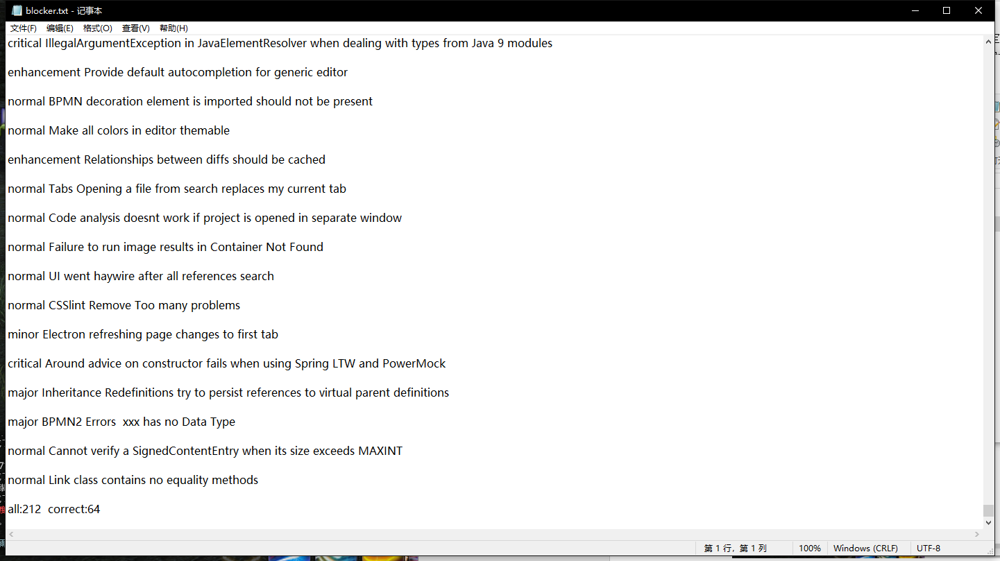 blocker.txt - 记事本
文件(F) 编辑(E) 格式(O) 查看(V) 帮助(H)
critical IllegalArgumentException in JavaElementResolver when dealing with types from Java 9 modules
enhancement Provide default autocompletion for generic editor
normal BPMN decoration element is imported should not be present
normal Make all colors in editor themable
enhancement Relationships between diffs should be cached
normal Tabs Opening a file from search replaces my current tab
normal Code analysis doesnt work if project is opened in separate window
normal Failure to run image results in Container Not Found
normal UI went haywire after all references search
normal CSSlint Remove Too many problems
minor Electron refreshing page changes to first tab
critical Around advice on constructor fails when using Spring LTW and PowerMock
major Inheritance Redefinitions try to persist references to virtual parent definitions
major BPMN2 Errors  xxx has no Data Type
normal Cannot verify a SignedContentEntry when its size exceeds MAXINT
normal Link class contains no equality methods
all:212  correct:64
第 1 行，第 1 列 100% Windows (CRLF) UTF-8